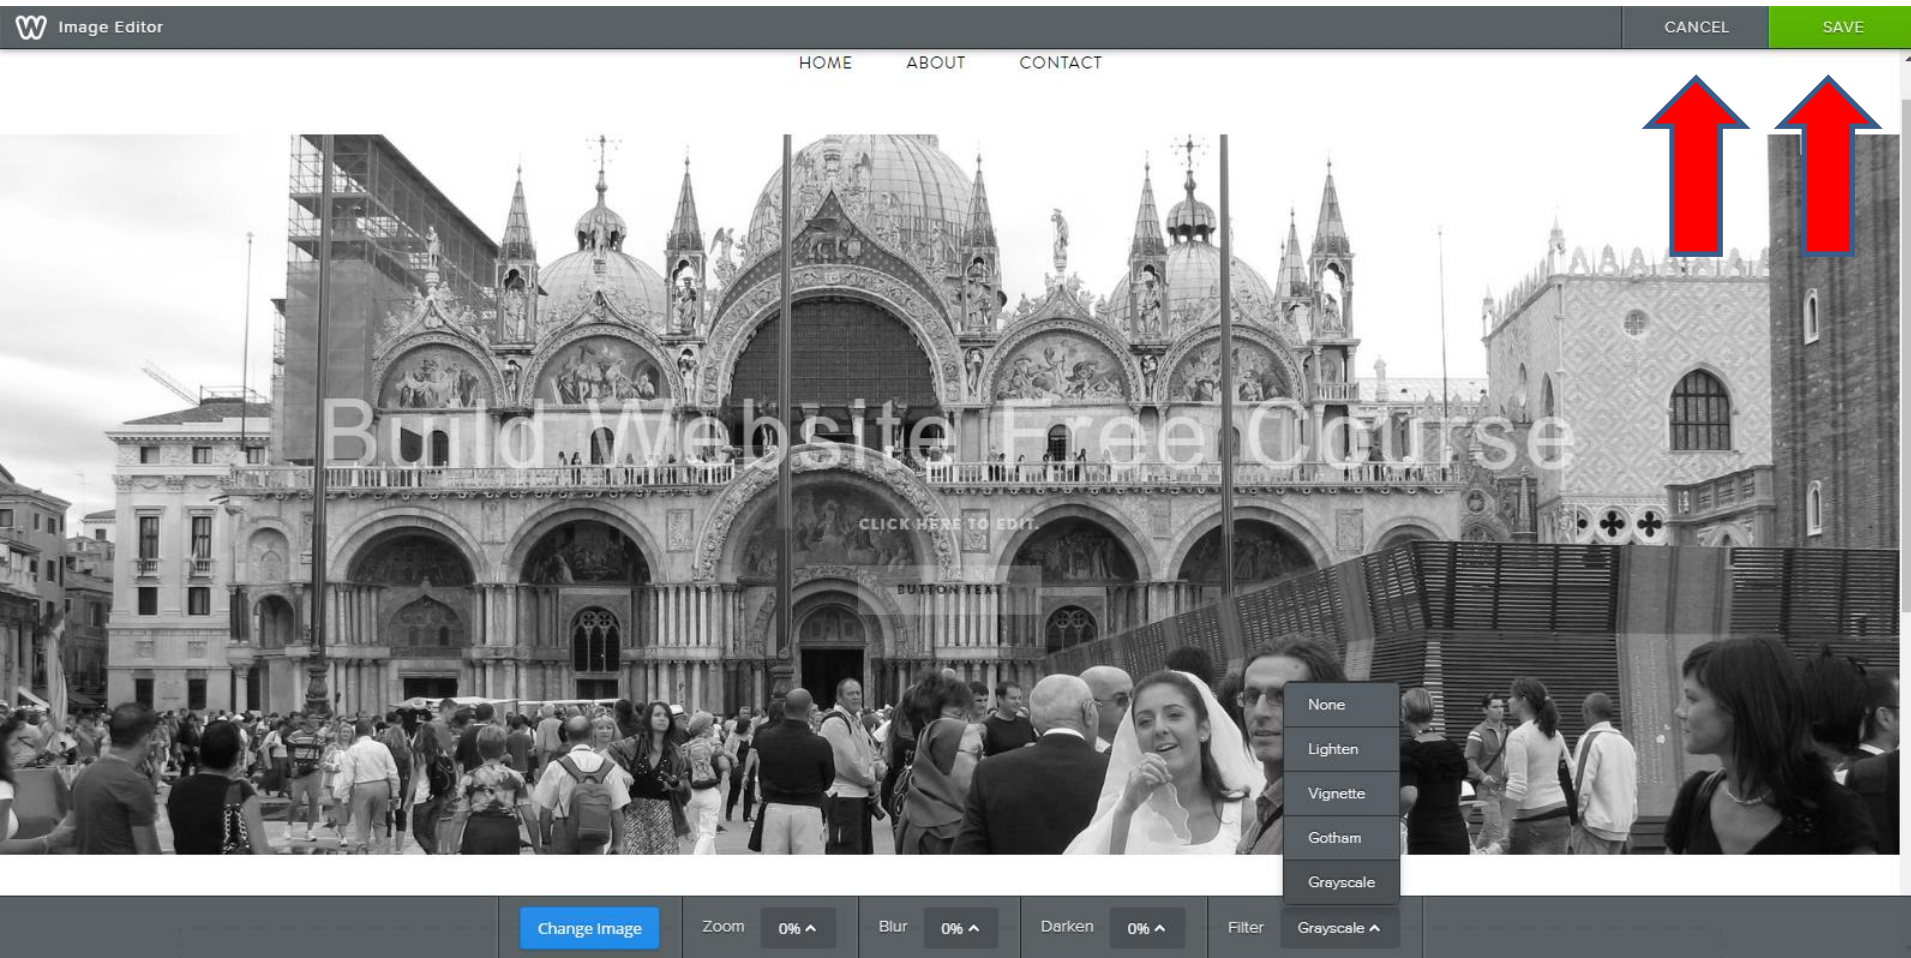 Image Editor
CANCEL
SAVE
HOME ABOUT CONTACT
Build Website Free Course
CLICK HERE TO EDIT.
BUTTON TEXT
None
Lighten
Vignette
Gotham
Grayscale
Change Image Zoom 0% Blur 0% Darken 0% Filter Grayscale